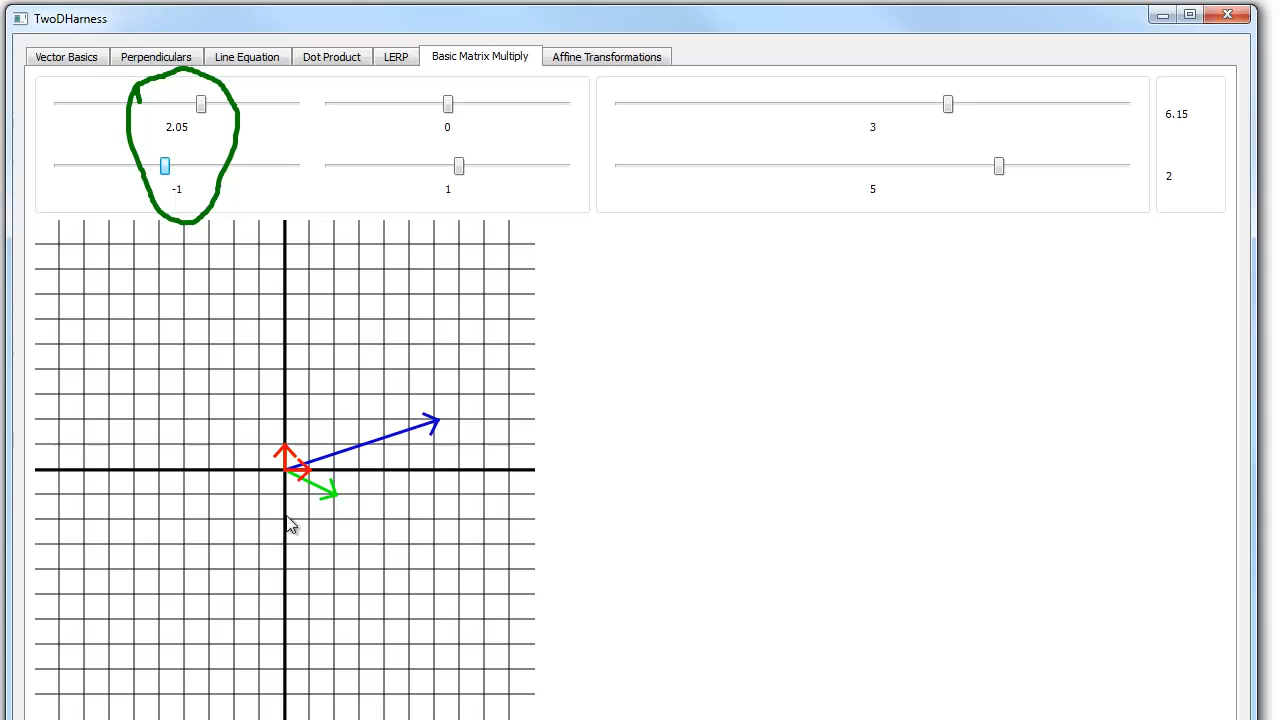 TwoDHarness
Vector Basics Perpendiculars Line Equation Dot Product LERP Basic Matrix Multiply Affine Transformations
2.05 0 3 6.15
-1 1 5 2